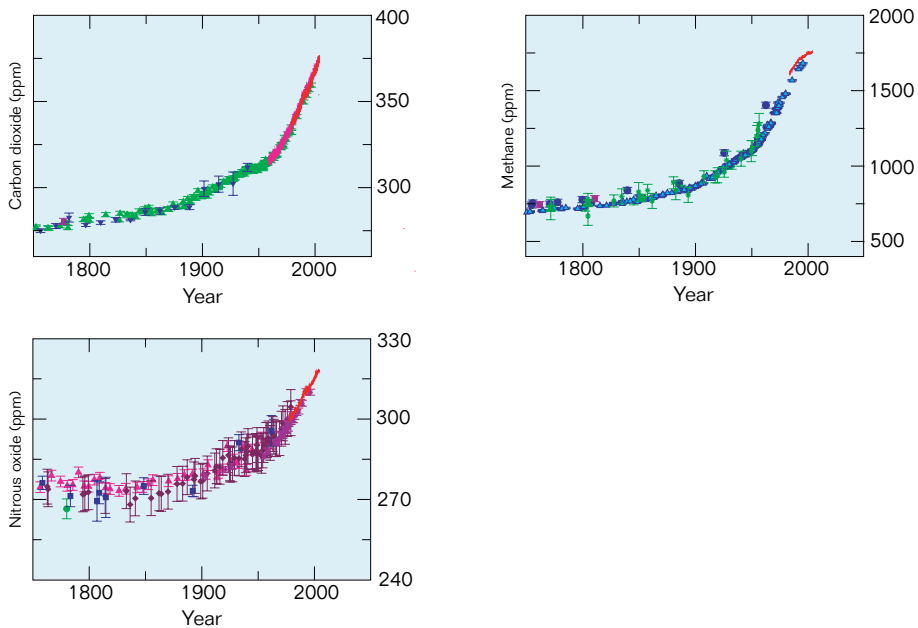 400
350
300
Carbon dioxide (ppm)
1800 1900 2000
Year
2000
1500
1000
500
Methane (ppm)
1800 1900 2000
Year
330
300
270
240
Nitrous oxide (ppm)
1800 1900 2000
Year